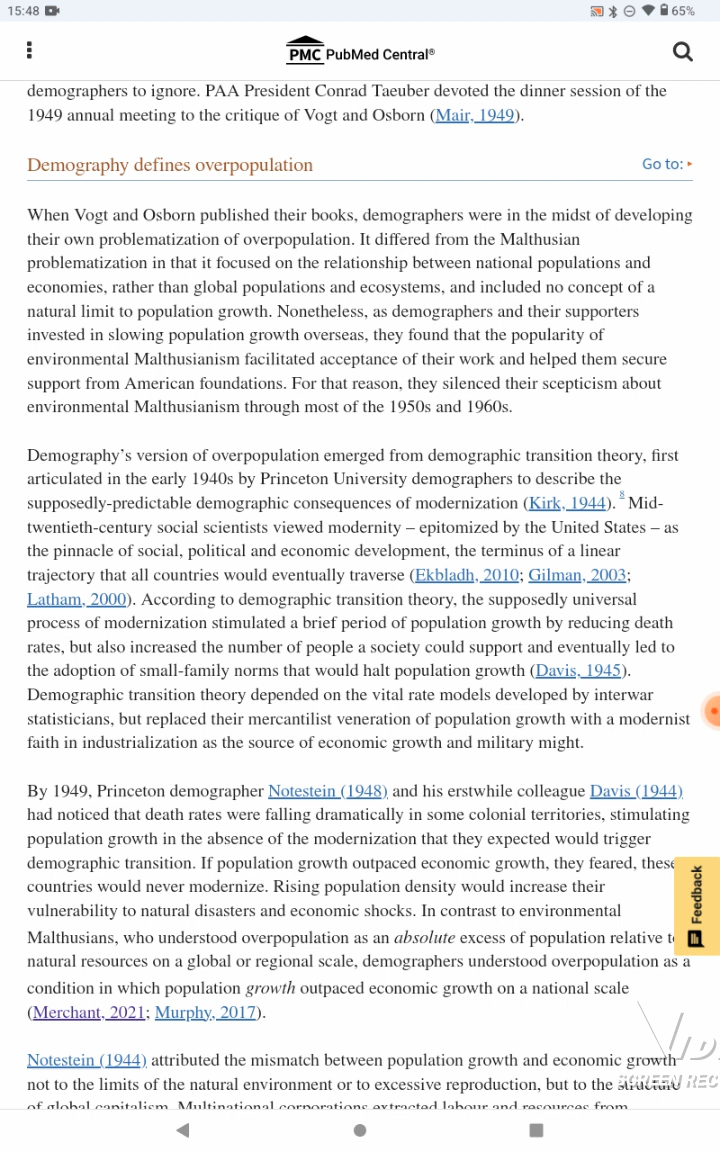 15:48
65%
PMC PubMed Central®
demographers to ignore. PAA President Conrad Taeuber devoted the dinner session of the
1949 annual meeting to the critique of Vogt and Osborn (Mair, 1949).
Demography defines overpopulation
Go to:
When Vogt and Osborn published their books, demographers were in the midst of developing
their own problematization of overpopulation. It differed from the Malthusian
problematization in that it focused on the relationship between national populations and
economies, rather than global populations and ecosystems, and included no concept of a
natural limit to population growth. Nonetheless, as demographers and their supporters
invested in slowing population growth overseas, they found that the popularity of
environmental Malthusianism facilitated acceptance of their work and helped them secure
support from American foundations. For that reason, they silenced their scepticism about
environmental Malthusianism through most of the 1950s and 1960s.
Demography’s version of overpopulation emerged from demographic transition theory, first
articulated in the early 1940s by Princeton University demographers to describe the
supposedly-predictable demographic consequences of modernization (Kirk, 1944). 8 Mid-
twentieth-century social scientists viewed modernity – epitomized by the United States – as
the pinnacle of social, political and economic development, the terminus of a linear
trajectory that all countries would eventually traverse (Ekbladh, 2010; Gilman, 2003;
Latham, 2000). According to demographic transition theory, the supposedly universal
process of modernization stimulated a brief period of population growth by reducing death
rates, but also increased the number of people a society could support and eventually led to
the adoption of small-family norms that would halt population growth (Davis, 1945).
Demographic transition theory depended on the vital rate models developed by interwar
statisticians, but replaced their mercantilist veneration of population growth with a modernist
faith in industrialization as the source of economic growth and military might.
By 1949, Princeton demographer Notestein (1948) and his erstwhile colleague Davis (1944)
had noticed that death rates were falling dramatically in some colonial territories, stimulating
population growth in the absence of the modernization that they expected would trigger
demographic transition. If population growth outpaced economic growth, they feared, these
countries would never modernize. Rising population density would increase their
vulnerability to natural disasters and economic shocks. In contrast to environmental
Malthusians, who understood overpopulation as an absolute excess of population relative t
natural resources on a global or regional scale, demographers understood overpopulation as a
condition in which population growth outpaced economic growth on a national scale
(Merchant, 2021; Murphy, 2017).
Feedback
Notestein (1944) attributed the mismatch between population growth and economic growth
not to the limits of the natural environment or to excessive reproduction, but to the structure
of global capitalism. Multinational corporations extracted labour and resources from
SCREEN REC